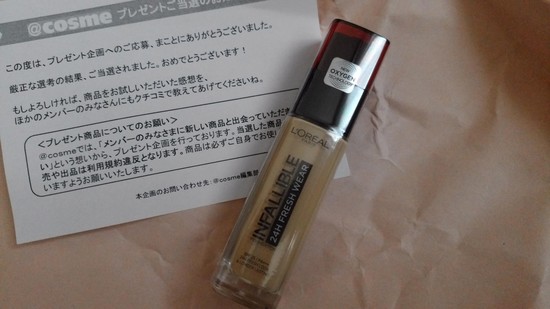 @cosme プレゼントご当選のお知
この度は、プレゼント企画へのご応募、まことにありがとうございました。
厳正な選考の結果、ご当選されました。おめでとうございます!
もしよろしければ、商品をお試しいただいた感想を、
ほかのメンバーのみなさんにもクチコミで教えてあげてくださいね。
<プレゼント商品についてのお願い>
@cosmeでは、「メンバーのみなさまに新しい商品と出会っていただき
い」という想いから、プレゼント企画を行っております。当選した商品
売や出品は利用規約違反となります。商品は必ずご自身でお使い
いますようお願いいたします。
本企画のお問い合わせ先:@cosme編集部
OXYGEN
L'ORÉAL
INFALLIBLE
24H FRESH WEAR